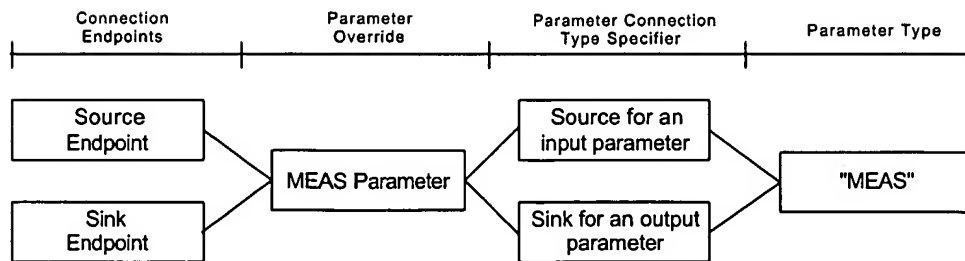 Connection
Endpoints
Parameter
Override
Parameter Connection
Type Specifier
Parameter Type
Source
Endpoint
Sink
Endpoint
MEAS Parameter
Source for an
input parameter
Sink for an output
parameter
"MEAS"